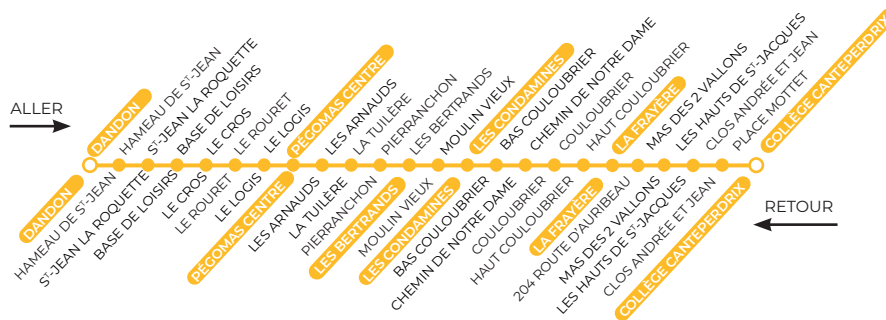 ALLER
DANDON
HAMEAU DE Sᵀ-JEAN
Sᵀ-JEAN LA ROQUETTE
BASE DE LOISIRS
LE CROS
LE ROURET
LE LOGIS
PÉGOMAS CENTRE
LES ARNAUDS
LA TUILÈRE
PIERRANCHON
LES BERTRANDS
MOULIN VIEUX
LES CONDAMINES
BAS COULOUBRIER
CHEMIN DE NOTRE DAME
COULOUBRIER
HAUT COULOUBRIER
LA FRAYÈRE
MAS DES 2 VALLONS
LES HAUTS DE Sᵀ-JACQUES
CLOS ANDRÉE ET JEAN
PLACE MOTTET
COLLÈGE CANTEPERDRIX
DANDON
HAMEAU DE Sᵀ-JEAN
Sᵀ-JEAN LA ROQUETTE
BASE DE LOISIRS
LE CROS
LE ROURET
LE LOGIS
PÉGOMAS CENTRE
LES ARNAUDS
LA TUILÈRE
PIERRANCHON
LES BERTRANDS
MOULIN VIEUX
LES CONDAMINES
BAS COULOUBRIER
CHEMIN DE NOTRE DAME
COULOUBRIER
HAUT COULOUBRIER
LA FRAYÈRE
204 ROUTE D'AURIBEAU
MAS DES 2 VALLONS
LES HAUTS DE Sᵀ-JACQUES
CLOS ANDRÉE ET JEAN
COLLÈGE CANTEPERDRIX
RETOUR